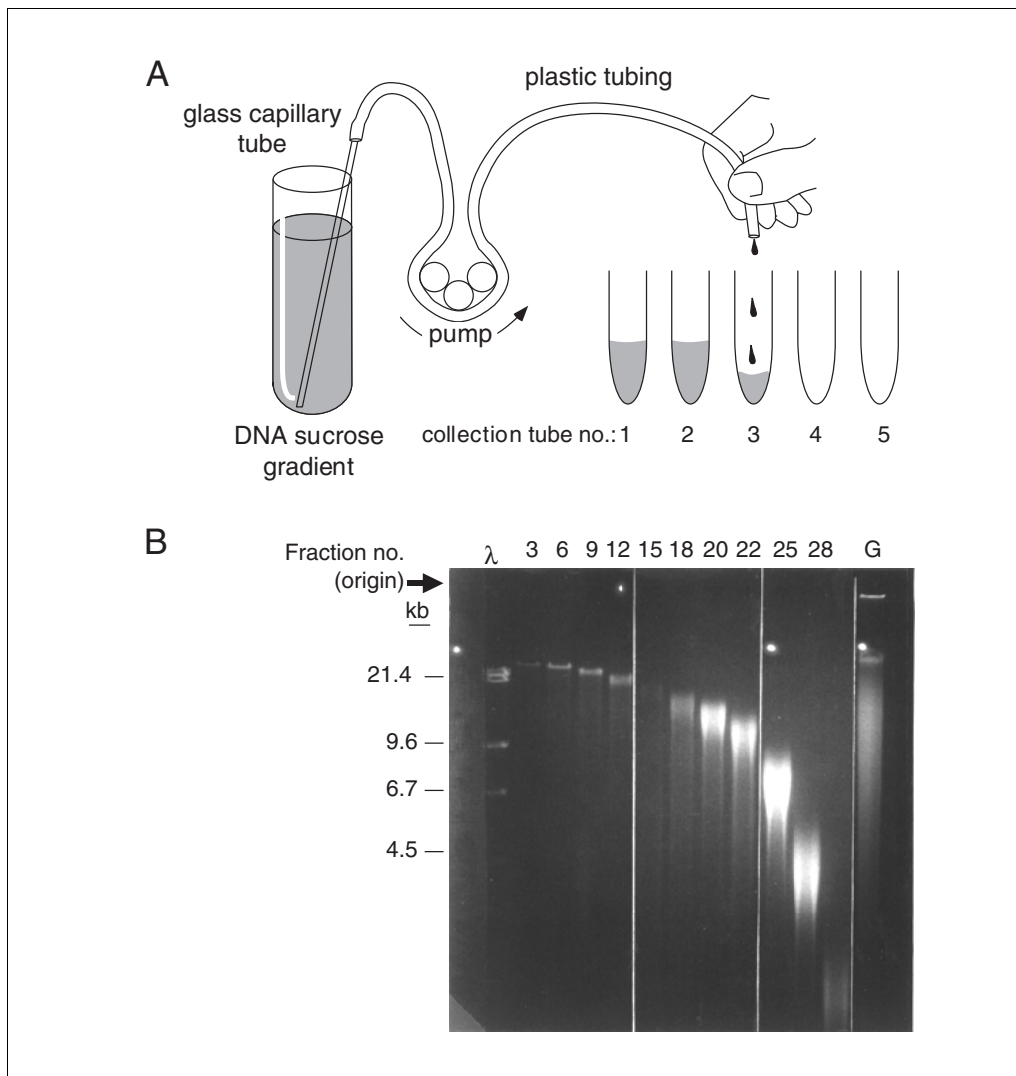 A
glass capillary
tube
plastic tubing
pump
DNA sucrose
gradient
collection tube no.: 1 2 3 4 5
B
Fraction no.
(origin)
λ 3 6 9 12 15 18 20 22 25 28 G
kb
21.4
9.6
6.7
4.5